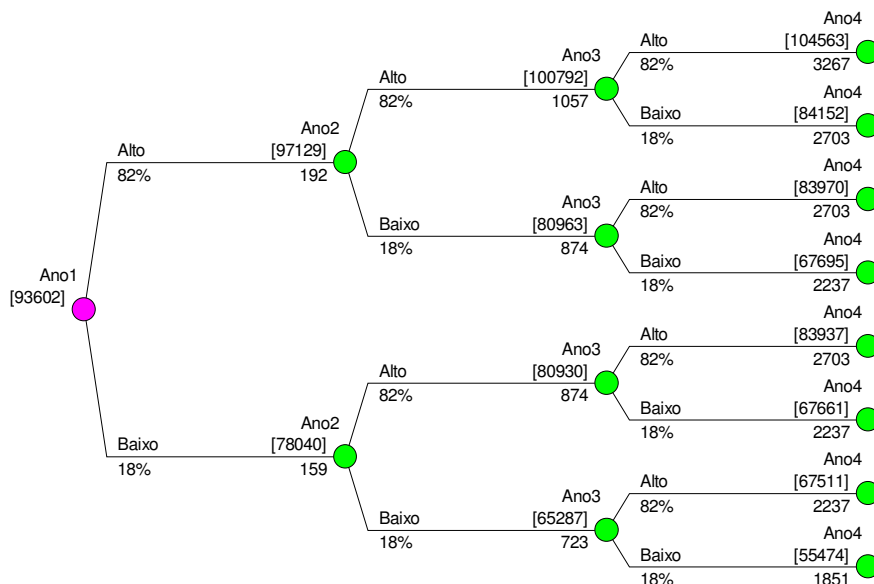 Ano4
Alto [104563]
82% 3267
Ano3
Alto [100792]
82% 1057
Ano4
Baixo [84152]
18% 2703
Ano2
Alto [97129]
82% 192
Ano4
Alto [83970]
82% 2703
Ano3
Baixo [80963]
18% 874
Ano4
Baixo [67695]
18% 2237
Ano1
[93602]
Ano4
Alto [83937]
82% 2703
Ano3
Alto [80930]
82% 874
Ano4
Baixo [67661]
18% 2237
Ano2
Baixo [78040]
18% 159
Ano4
Alto [67511]
82% 2237
Ano3
Baixo [65287]
18% 723
Ano4
Baixo [55474]
18% 1851